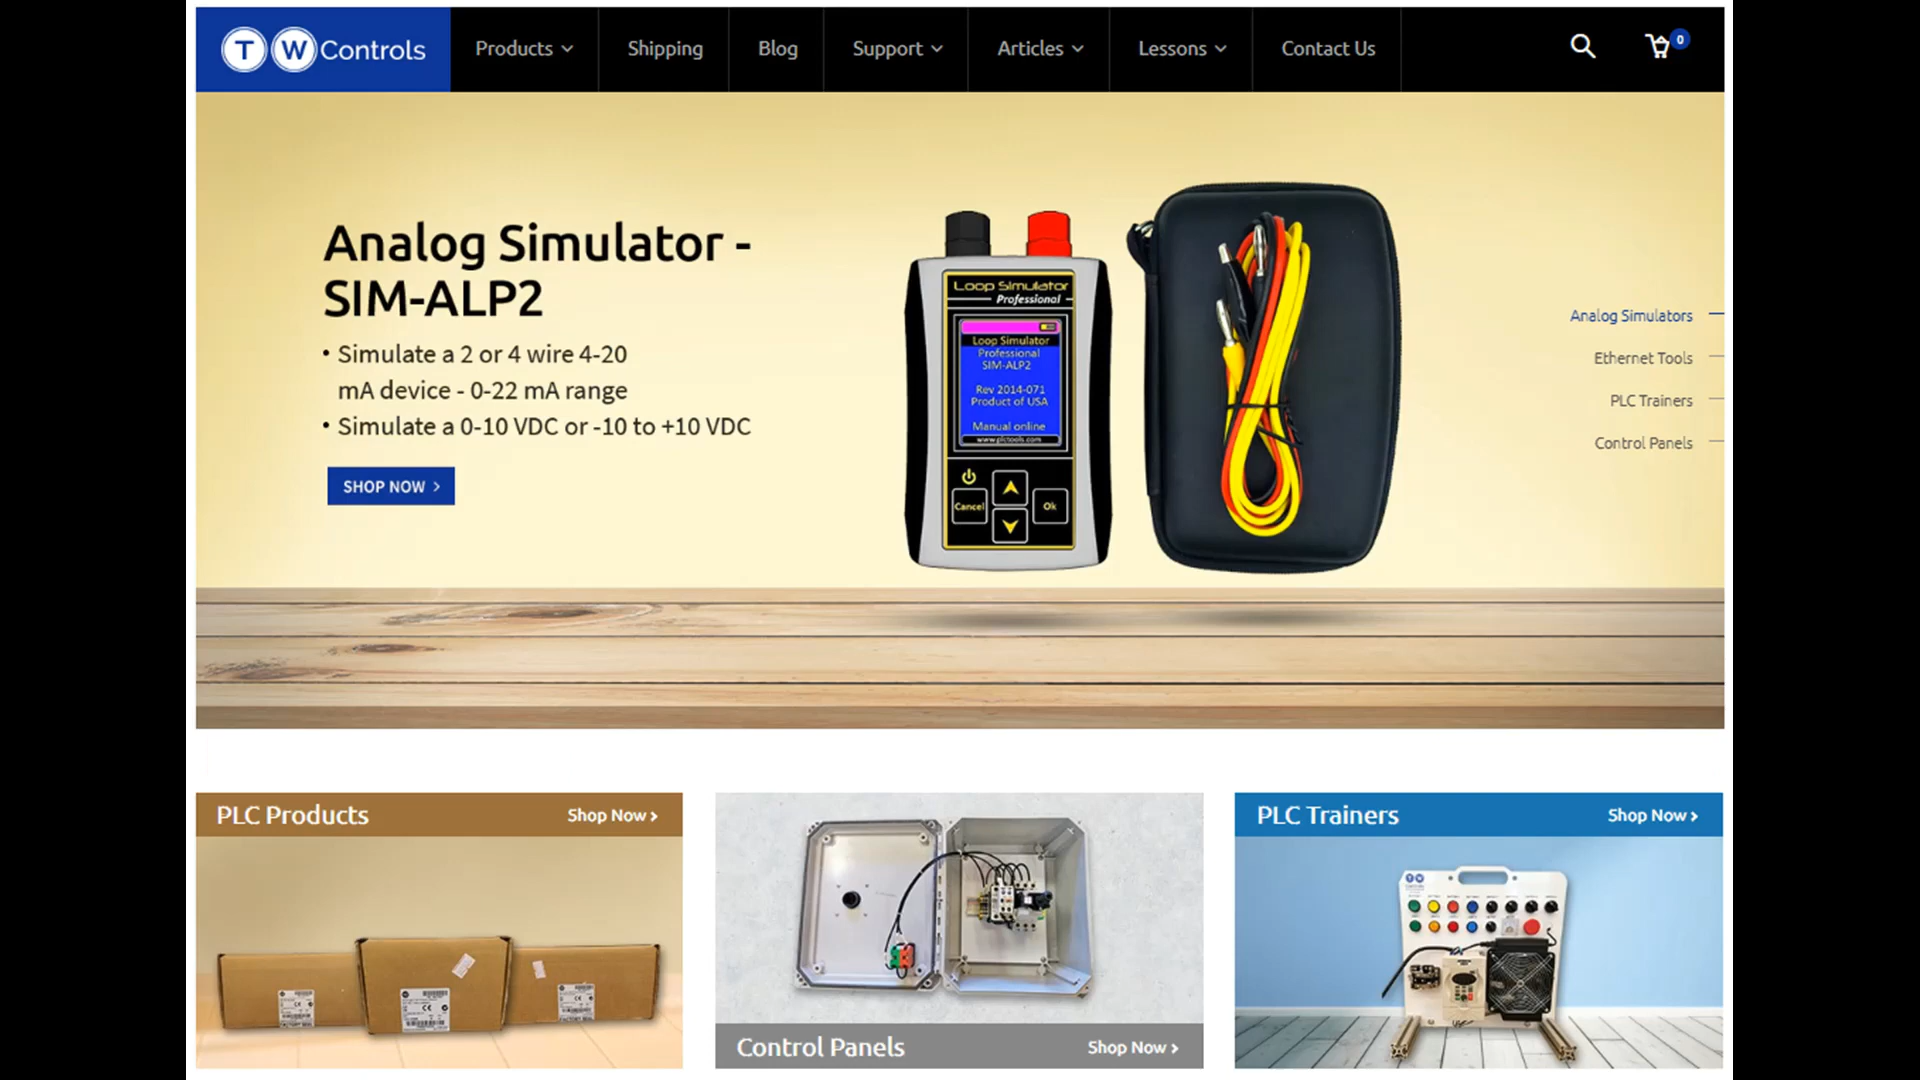 TW Controls
Products
Shipping
Blog
Support
Articles
Lessons
Contact Us
0
Analog Simulator -
SIM-ALP2
• Simulate a 2 or 4 wire 4-20
mA device - 0-22 mA range
• Simulate a 0-10 VDC or -10 to +10 VDC
SHOP NOW >
Loop Simulator
Professional
Loop Simulator
Professional
SIM-ALP2
Rev 2014-071
Product of USA
Manual online
www.plctools.com
Cancel
Ok
Analog Simulators
Ethernet Tools
PLC Trainers
Control Panels
PLC Products
Shop Now >
Control Panels
Shop Now >
PLC Trainers
Shop Now >